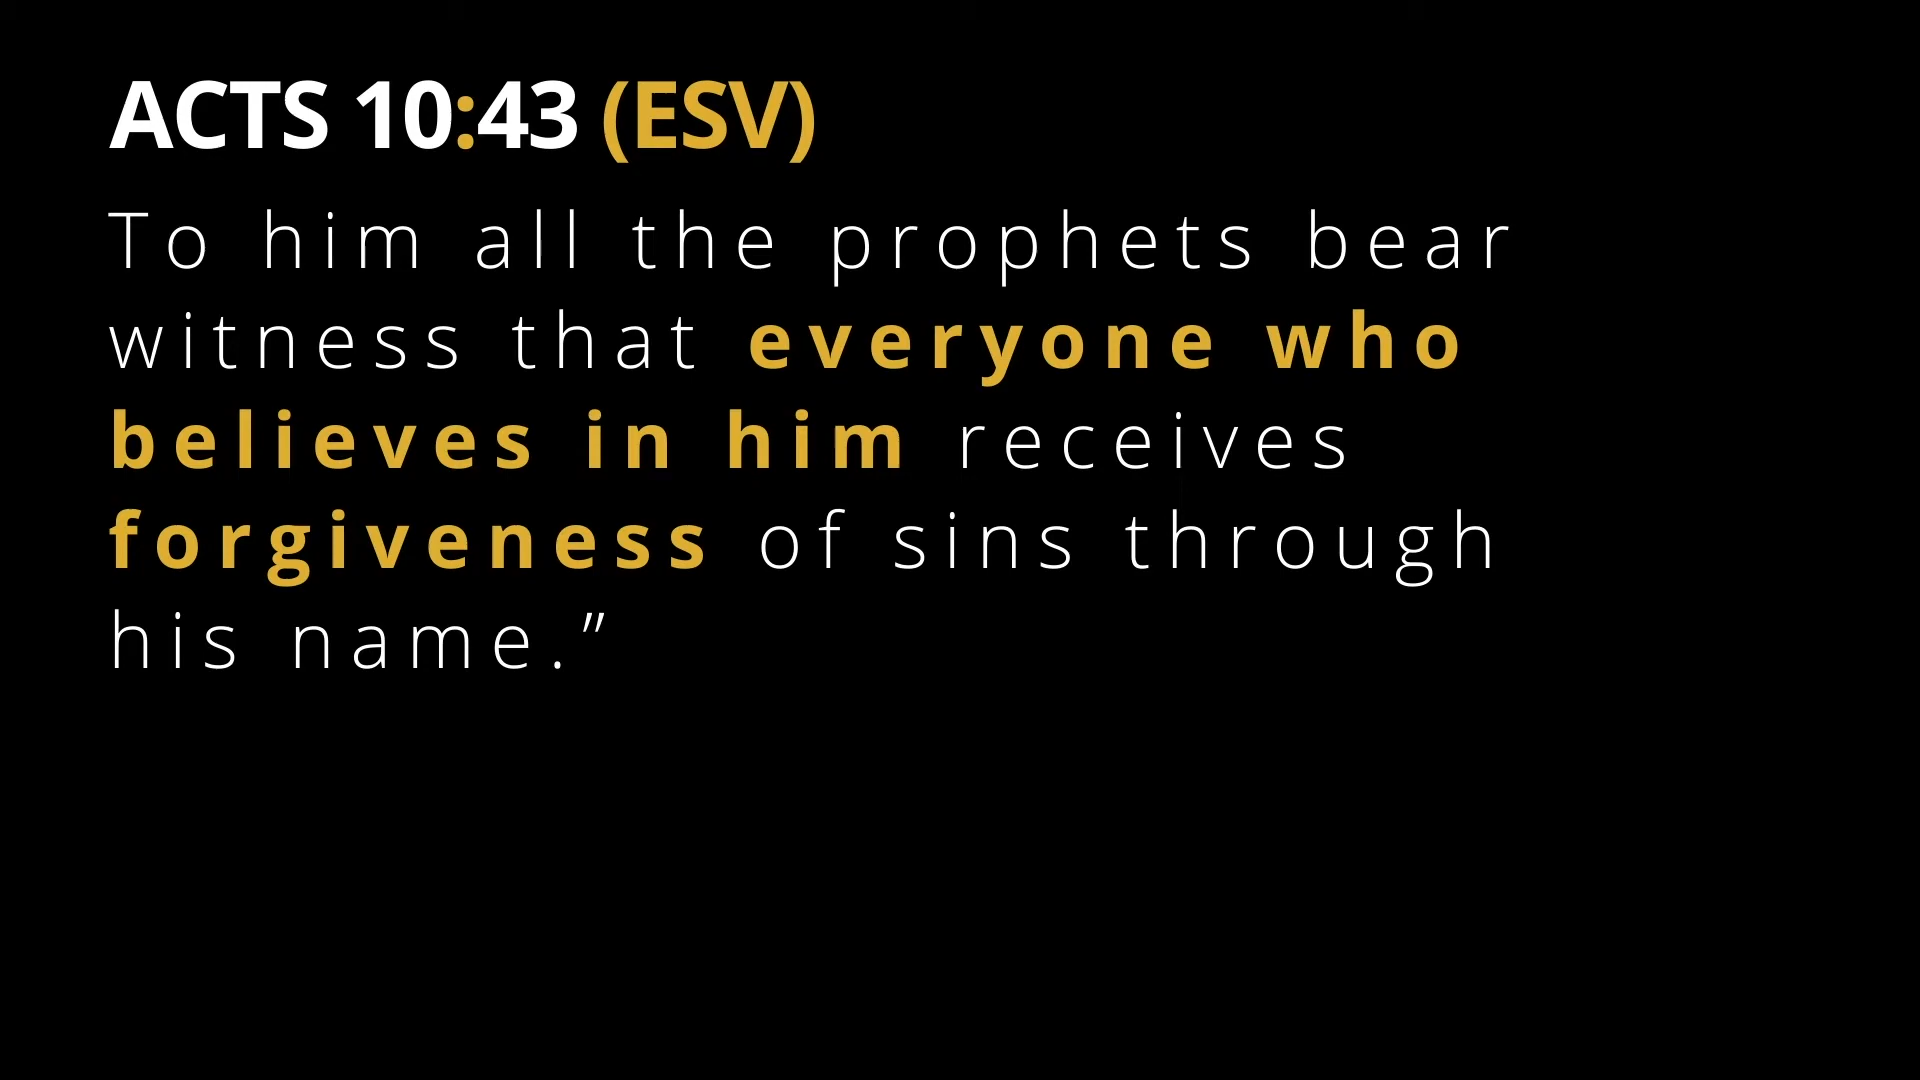 ACTS 10:43 (ESV)
To him all the prophets bear
witness that everyone who
believes in him receives
forgiveness of sins through
his name.”